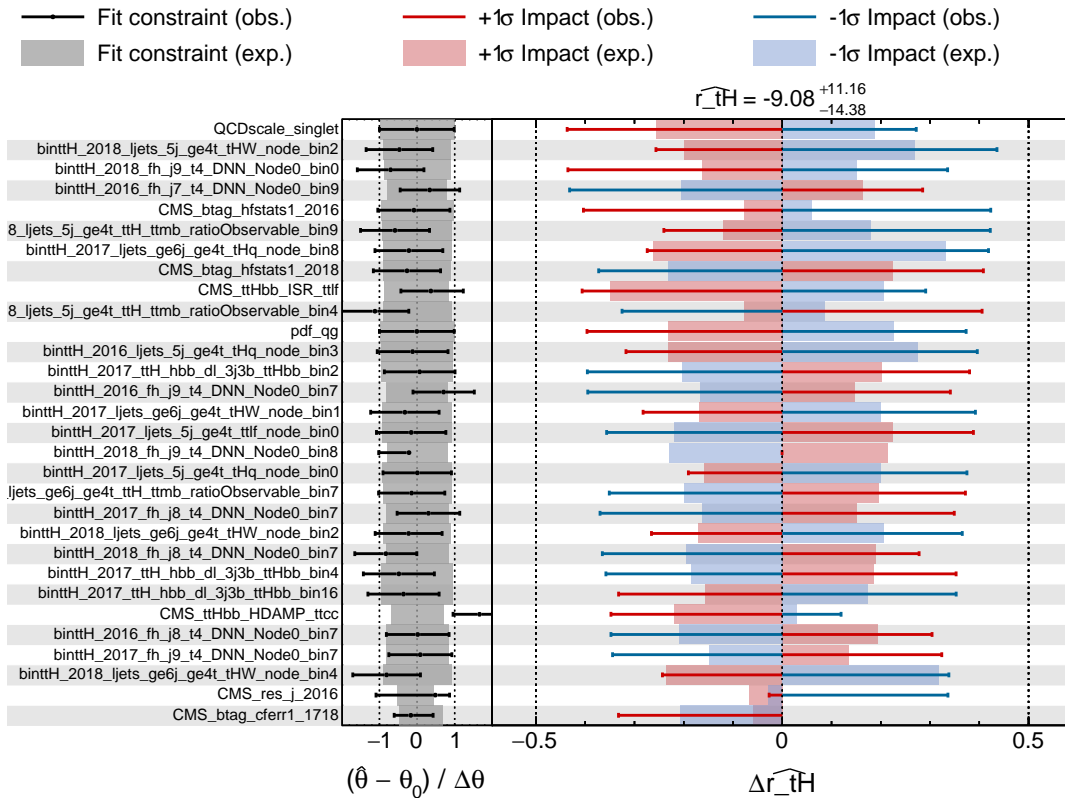 Fit constraint (obs.) +1σ Impact (obs.) -1σ Impact (obs.)
Fit constraint (exp.) +1σ Impact (exp.) -1σ Impact (exp.)
r_tH = -9.08 +11.16 −14.38
QCDscale_singlet
binttH_2018_ljets_5j_ge4t_tHW_node_bin2
binttH_2018_fh_j9_t4_DNN_Node0_bin0
binttH_2016_fh_j7_t4_DNN_Node0_bin9
CMS_btag_hfstats1_2016
8_ljets_5j_ge4t_ttH_ttmb_ratioObservable_bin9
binttH_2017_ljets_ge6j_ge4t_tHq_node_bin8
CMS_btag_hfstats1_2018
CMS_ttHbb_ISR_ttlf
8_ljets_5j_ge4t_ttH_ttmb_ratioObservable_bin4
pdf_qg
binttH_2016_ljets_5j_ge4t_tHq_node_bin3
binttH_2017_ttH_hbb_dl_3j3b_ttHbb_bin2
binttH_2016_fh_j9_t4_DNN_Node0_bin7
binttH_2017_ljets_ge6j_ge4t_tHW_node_bin1
binttH_2017_ljets_5j_ge4t_ttlf_node_bin0
binttH_2018_fh_j9_t4_DNN_Node0_bin8
binttH_2017_ljets_5j_ge4t_tHq_node_bin0
ljets_ge6j_ge4t_ttH_ttmb_ratioObservable_bin7
binttH_2017_fh_j8_t4_DNN_Node0_bin7
binttH_2018_ljets_ge6j_ge4t_tHW_node_bin2
binttH_2018_fh_j8_t4_DNN_Node0_bin7
binttH_2017_ttH_hbb_dl_3j3b_ttHbb_bin4
binttH_2017_ttH_hbb_dl_3j3b_ttHbb_bin16
CMS_ttHbb_HDAMP_ttcc
binttH_2016_fh_j8_t4_DNN_Node0_bin7
binttH_2017_fh_j9_t4_DNN_Node0_bin7
binttH_2018_ljets_ge6j_ge4t_tHW_node_bin4
CMS_res_j_2016
CMS_btag_cferr1_1718
−1 0 1 −0.5 0 0.5
(θ̂ − θ₀) / Δθ Δr_tH